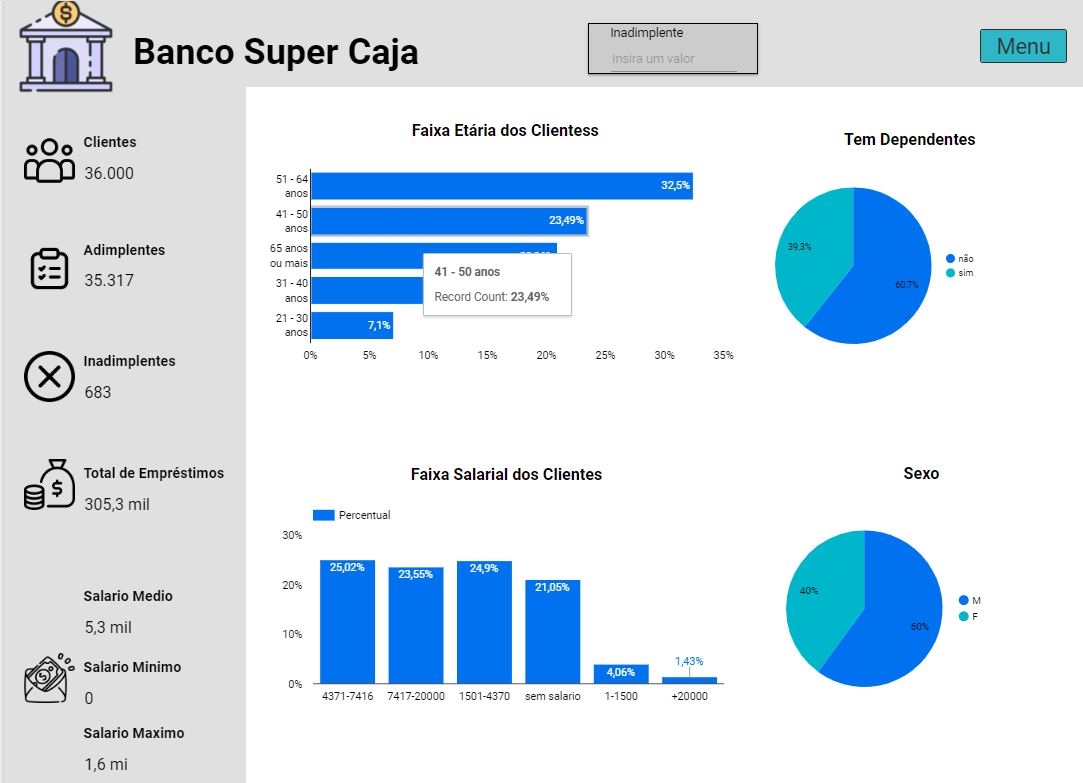 Banco Super Caja
Inadimplente
Insira um valor
Menu
Clientes
36.000
Adimplentes
35.317
Inadimplentes
683
Total de Empréstimos
305,3 mil
Salario Medio
5,3 mil
Salario Minimo
0
Salario Maximo
1,6 mi
Faixa Etária dos Clientess
51 - 64
anos
32,5%
41 - 50
anos
23,49%
65 anos
ou mais
31 - 40
anos
21 - 30
anos
7,1%
41 - 50 anos
Record Count: 23,49%
0%
5%
10%
15%
20%
25%
30%
35%
Tem Dependentes
39,3%
60,7%
não
sim
Faixa Salarial dos Clientes
Percentual
30%
20%
10%
0%
25,02%
23,55%
24,9%
21,05%
4,06%
1,43%
4371-7416
7417-20000
1501-4370
sem salario
1-1500
+20000
Sexo
40%
60%
M
F